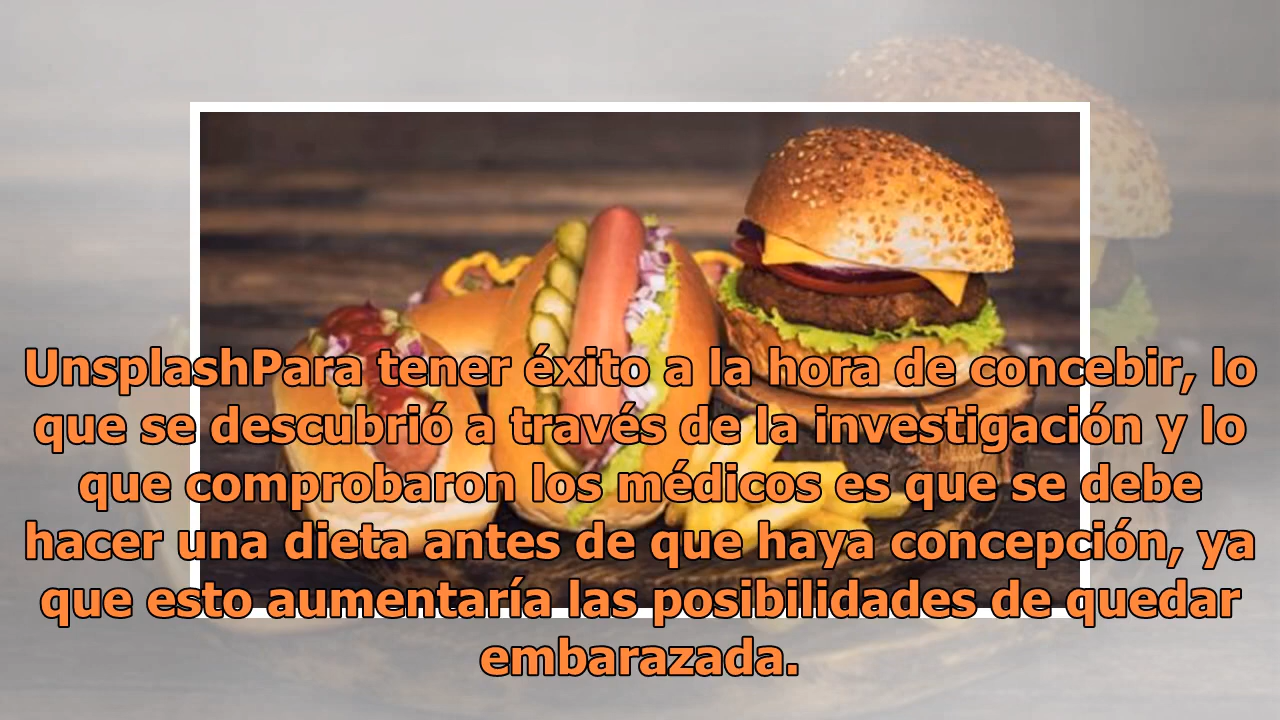 UnsplashPara tener éxito a la hora de concebir, lo
que se descubrió a través de la investigación y lo
que comprobaron los médicos es que se debe
hacer una dieta antes de que haya concepción, ya
que esto aumentaría las posibilidades de quedar
embarazada.